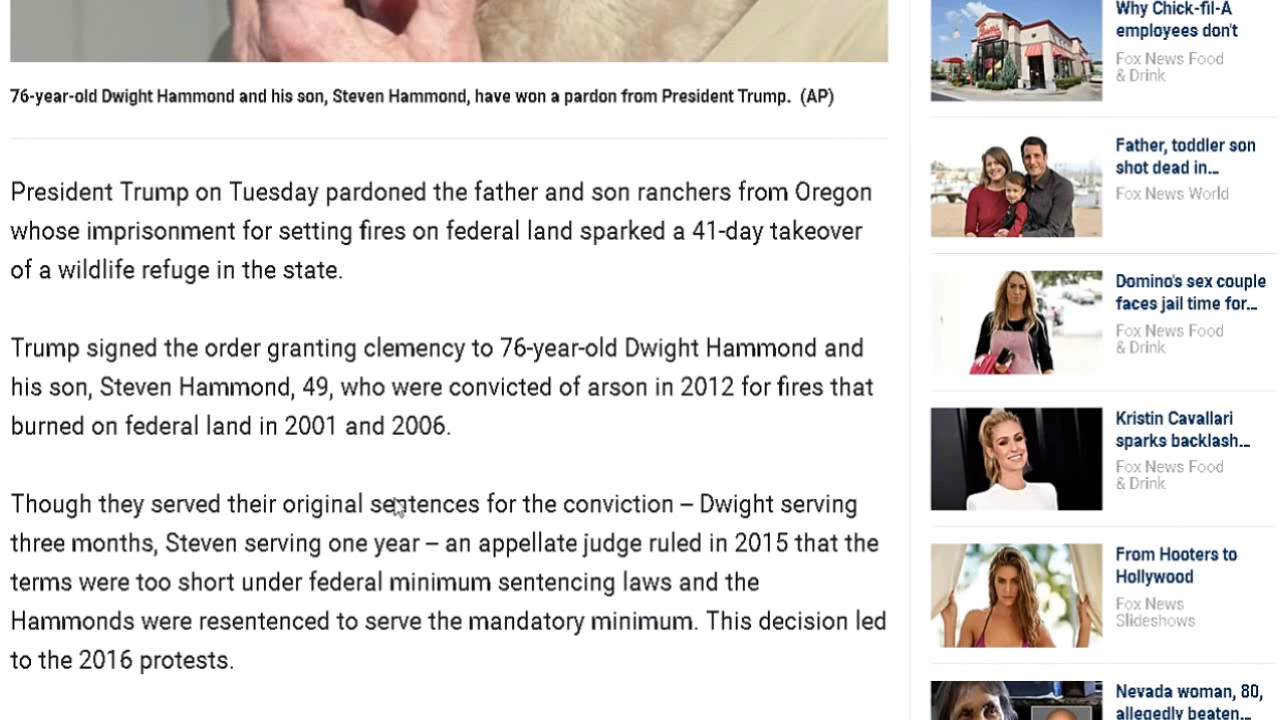 76-year-old Dwight Hammond and his son, Steven Hammond, have won a pardon from President Trump. (AP)
President Trump on Tuesday pardoned the father and son ranchers from Oregon
whose imprisonment for setting fires on federal land sparked a 41-day takeover
of a wildlife refuge in the state.
Trump signed the order granting clemency to 76-year-old Dwight Hammond and
his son, Steven Hammond, 49, who were convicted of arson in 2012 for fires that
burned on federal land in 2001 and 2006.
Though they served their original sentences for the conviction – Dwight serving
three months, Steven serving one year – an appellate judge ruled in 2015 that the
terms were too short under federal minimum sentencing laws and the
Hammonds were resentenced to serve the mandatory minimum. This decision led
to the 2016 protests.
Why Chick-fil-A
employees don't
Fox News Food
& Drink
Father, toddler son
shot dead in...
Fox News World
Domino's sex couple
faces jail time for...
Fox News Food
& Drink
Kristin Cavallari
sparks backlash...
Fox News Food
& Drink
From Hooters to
Hollywood
Fox News
Slideshows
Nevada woman, 80,
allegedly beaten...